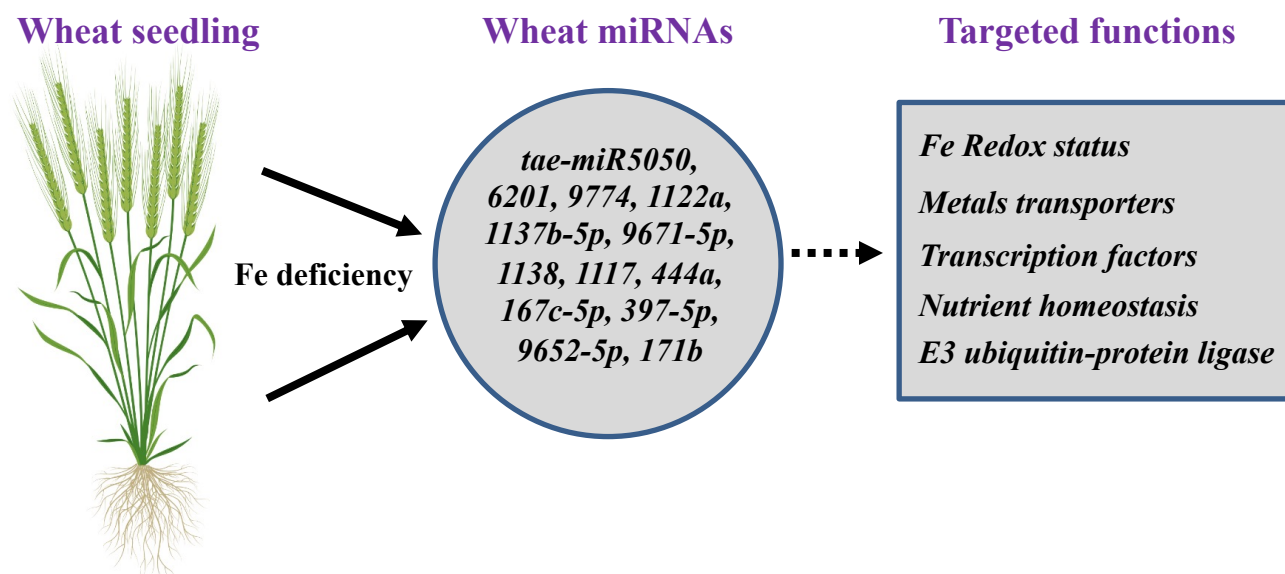 Wheat seedling
Wheat miRNAs
Targeted functions
Fe deficiency
tae-miR5050,
6201, 9774, 1122a,
1137b-5p, 9671-5p,
1138, 1117, 444a,
167c-5p, 397-5p,
9652-5p, 171b
Fe Redox status
Metals transporters
Transcription factors
Nutrient homeostasis
E3 ubiquitin-protein ligase